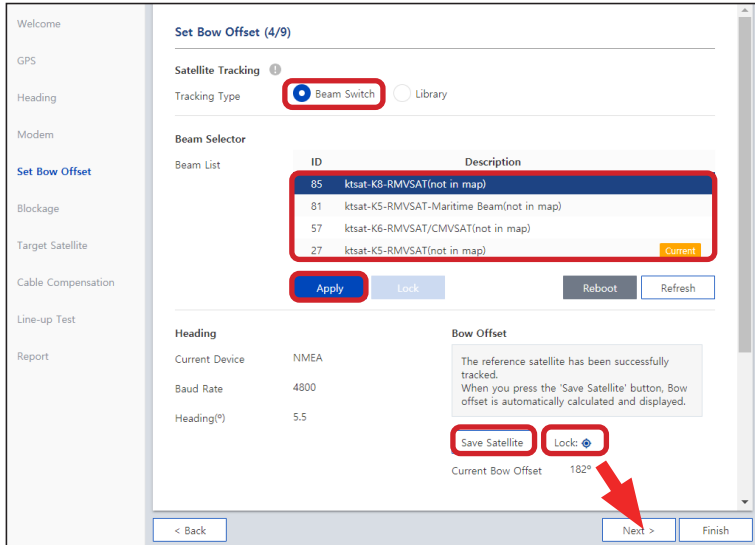 Welcome
GPS
Heading
Modem
Set Bow Offset
Blockage
Target Satellite
Cable Compensation
Line-up Test
Report
Set Bow Offset (4/9)
Satellite Tracking !
Tracking Type Beam Switch Library
Beam Selector
Beam List
ID Description
85 ktsat-K8-RMVSAT(not in map)
81 ktsat-K5-RMVSAT-Maritime Beam(not in map)
57 ktsat-K6-RMVSAT/CMVSAT(not in map)
27 ktsat-K5-RMVSAT(not in map) Current
Apply Lock Reboot Refresh
Heading
Current Device NMEA
Baud Rate 4800
Heading(º) 5.5
Bow Offset
The reference satellite has been successfully
tracked.
When you press the 'Save Satellite' button, Bow
offset is automatically calculated and displayed.
Save Satellite Lock:
Current Bow Offset 182º
< Back Next > Finish